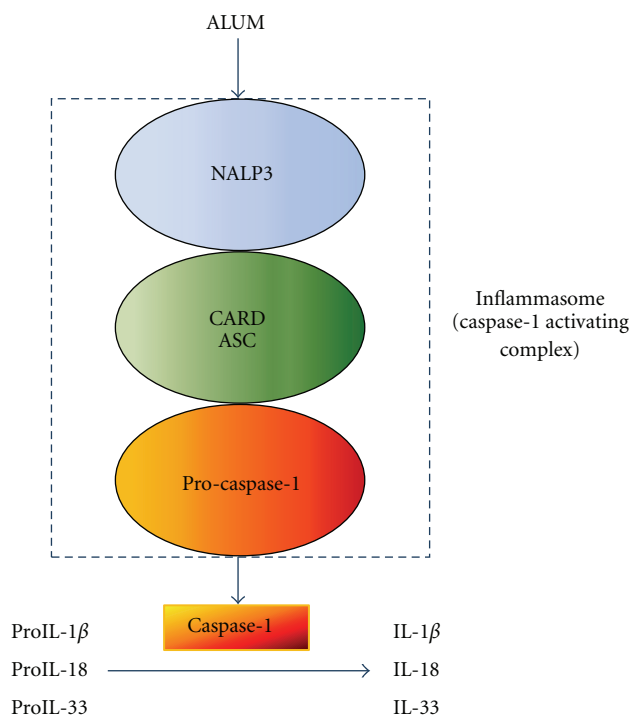 ALUM
NALP3
CARD
ASC
Inflammasome
(caspase-1 activating
complex)
Pro-caspase-1
Caspase-1
ProIL-1β
IL-1β
ProIL-18
IL-18
ProIL-33
IL-33